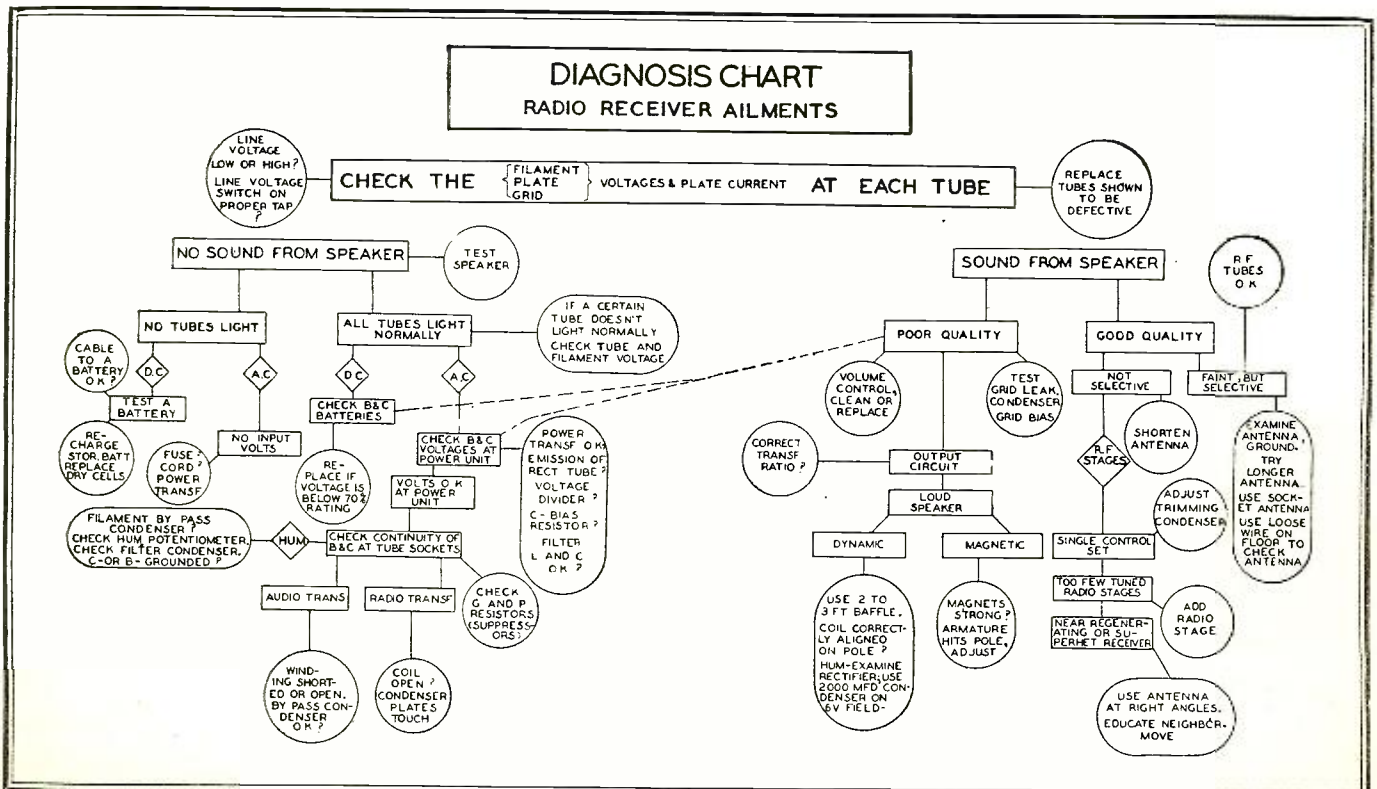 DIAGNOSIS CHART
RADIO RECEIVER AILMENTS
LINE
VOLTAGE
LOW OR HIGH?
LINE VOLTAGE
SWITCH ON
PROPER TAP
?
CHECK THE { FILAMENT PLATE GRID } VOLTAGES & PLATE CURRENT AT EACH TUBE
REPLACE
TUBES SHOWN
TO BE
DEFECTIVE
NO SOUND FROM SPEAKER
TEST
SPEAKER
NO TUBES LIGHT
ALL TUBES LIGHT
NORMALLY
IF A CERTAIN
TUBE DOESN'T
LIGHT NORMALLY
CHECK TUBE AND
FILAMENT VOLTAGE
CABLE
TO A
BATTERY
OK?
D.C
A.C
D.C
A.C
TEST A
BATTERY
RE-
CHARGE
STOR. BATT
REPLACE
DRY CELLS
NO INPUT
VOLTS
FUSE?
CORD?
POWER
TRANSF
CHECK B&C
BATTERIES
RE-
PLACE IF
VOLTAGE IS
BELOW 70%
RATING
CHECK B&C
VOLTAGES AT
POWER UNIT
POWER
TRANSF OK?
EMISSION OF
RECT TUBE?
VOLTAGE
DIVIDER?
C-BIAS
RESISTOR?
FILTER
L AND C
OK?
VOLTS OK
AT POWER
UNIT
FILAMENT BY PASS
CONDENSER?
CHECK HUM POTENTIOMETER.
CHECK FILTER CONDENSER.
C-OR B-GROUNDED?
HUM
CHECK CONTINUITY OF
B&C AT TUBE SOCKETS
AUDIO TRANS
RADIO TRANSF
CHECK
G AND P
RESISTORS
(SUPPRESS-
ORS)
WIND-
ING SHORT-
ED OR OPEN.
BY PASS CON-
DENSER
OK?
COIL
OPEN?
CONDENSER
PLATES
TOUCH
SOUND FROM SPEAKER
R F
TUBES
O K
POOR QUALITY
GOOD QUALITY
VOLUME
CONTROL,
CLEAN OR
REPLACE
TEST
GRID LEAK.
CONDENSER
GRID BIAS
NOT
SELECTIVE
FAINT, BUT
SELECTIVE
SHORTEN
ANTENNA
EXAMINE
ANTENNA,
GROUND.
TRY
LONGER
ANTENNA
USE SOCK-
ET ANTENNA
USE LOOSE
WIRE ON
FLOOR TO
CHECK
ANTENNA
CORRECT
TRANSF
RATIO?
OUTPUT
CIRCUIT
R.F
STAGES
LOUD
SPEAKER
ADJUST
TRIMMING
CONDENSER
DYNAMIC
MAGNETIC
SINGLE CONTROL
SET
USE 2 TO
3 FT BAFFLE.
COIL CORRECT-
LY ALIGNED
ON POLE?
HUM-EXAMINE
RECTIFIER; USE
2000 MFD CON-
DENSER ON
6V FIELD-
MAGNETS
STRONG?
ARMATURE
HITS POLE,
ADJUST
TOO FEW TUNED
RADIO STAGES
ADD
RADIO
STAGE
NEAR REGENER-
ATING OR SU-
PERHET RECEIVER
USE ANTENNA
AT RIGHT ANGLES.
EDUCATE NEIGHBOR-
MOVE